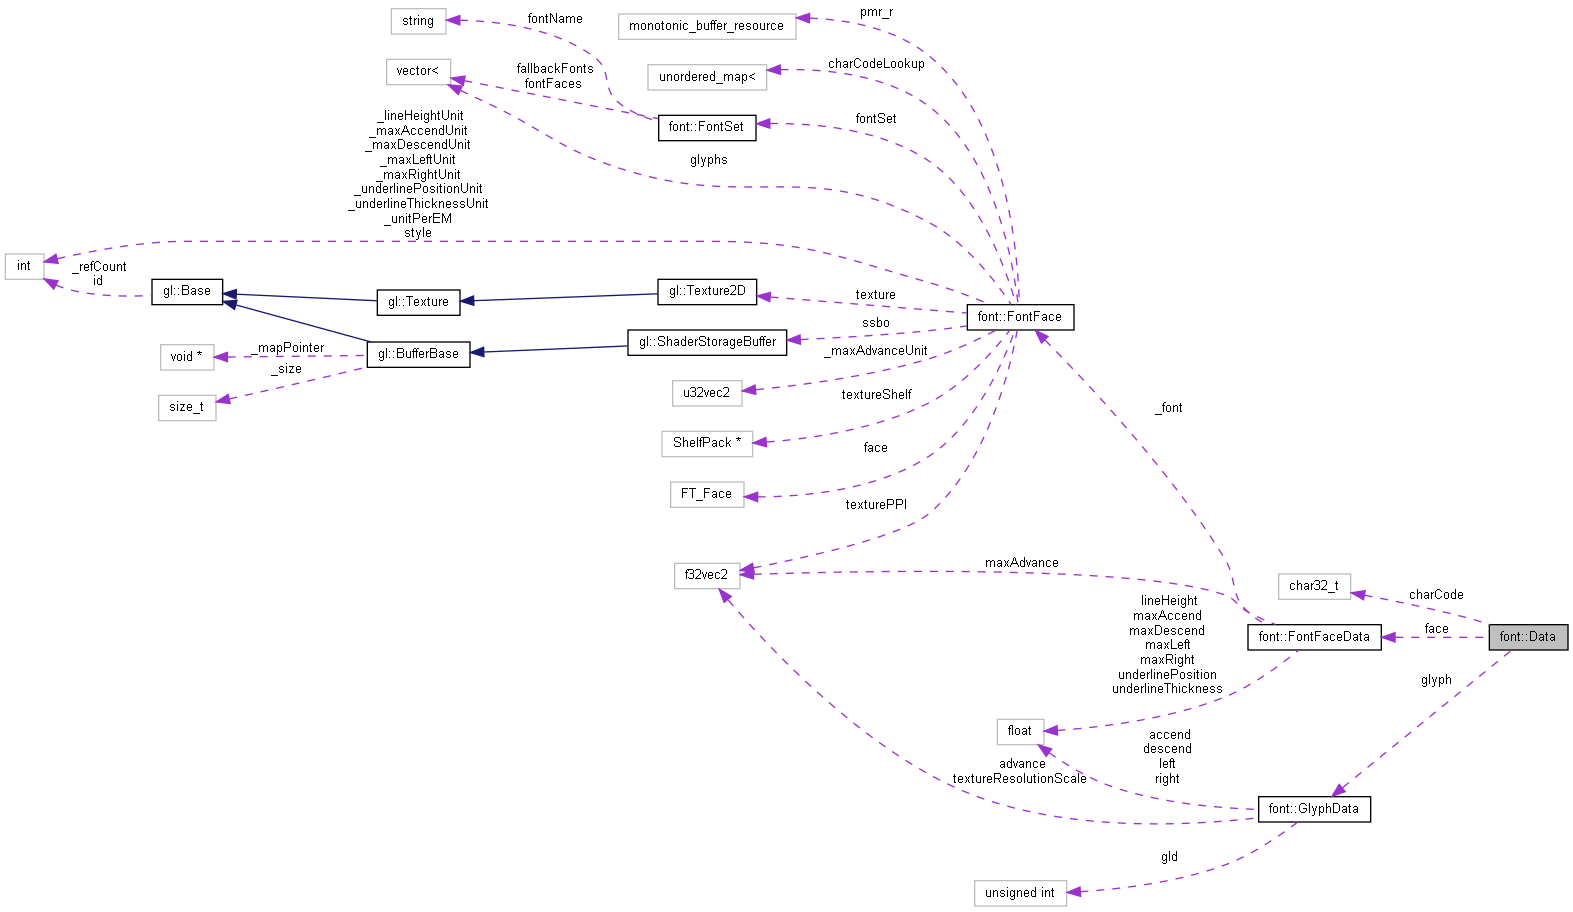 string
fontName
monotonic_buffer_resource
pmr_r
vector<
fallbackFonts
fontFaces
unordered_map<
charCodeLookup
font::FontSet
fontSet
glyphs
_lineHeightUnit
_maxAccendUnit
_maxDescendUnit
_maxLeftUnit
_maxRightUnit
_underlinePositionUnit
_underlineThicknessUnit
_unitPerEM
style
int
_refCount
id
gl::Base
gl::Texture
gl::Texture2D
texture
font::FontFace
ssbo
gl::ShaderStorageBuffer
void *
_mapPointer
gl::BufferBase
_maxAdvanceUnit
_size
size_t
u32vec2
textureShelf
_font
ShelfPack *
face
FT_Face
texturePPI
f32vec2
maxAdvance
char32_t
charCode
lineHeight
maxAccend
maxDescend
maxLeft
maxRight
underlinePosition
underlineThickness
font::FontFaceData
face
font::Data
glyph
float
accend
descend
left
right
advance
textureResolutionScale
font::GlyphData
gId
unsigned int